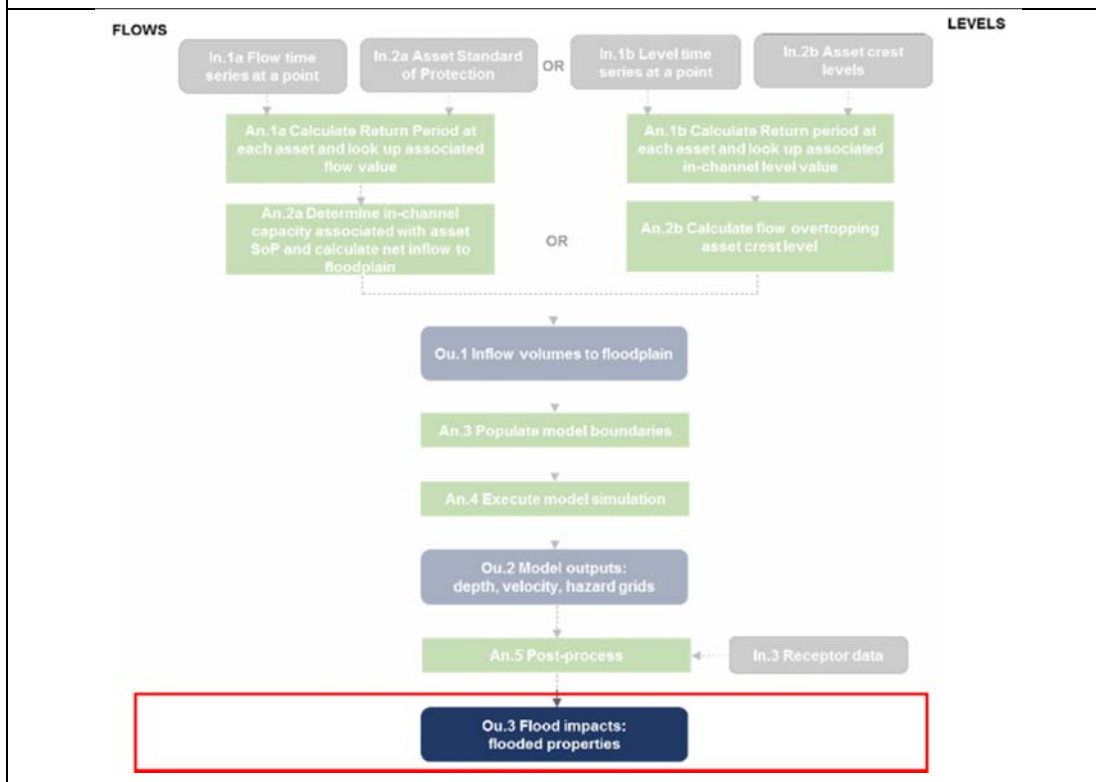 FLOWS
LEVELS
In.1a Flow time
series at a point
In.2a Asset Standard
of Protection
OR
In.1b Level time
series at a point
In.2b Asset crest
levels
An.1a Calculate Return Period at
each asset and look up associated
flow value
An.1b Calculate Return period at
each asset and look up associated
in-channel level value
An.2a Determine in-channel
capacity associated with asset
SoP and calculate net inflow to
floodplain
OR
An.2b Calculate flow overtopping
asset crest level
Ou.1 Inflow volumes to floodplain
An.3 Populate model boundaries
An.4 Execute model simulation
Ou.2 Model outputs:
depth, velocity, hazard grids
An.5 Post-process
In.3 Receptor data
Ou.3 Flood impacts:
flooded properties